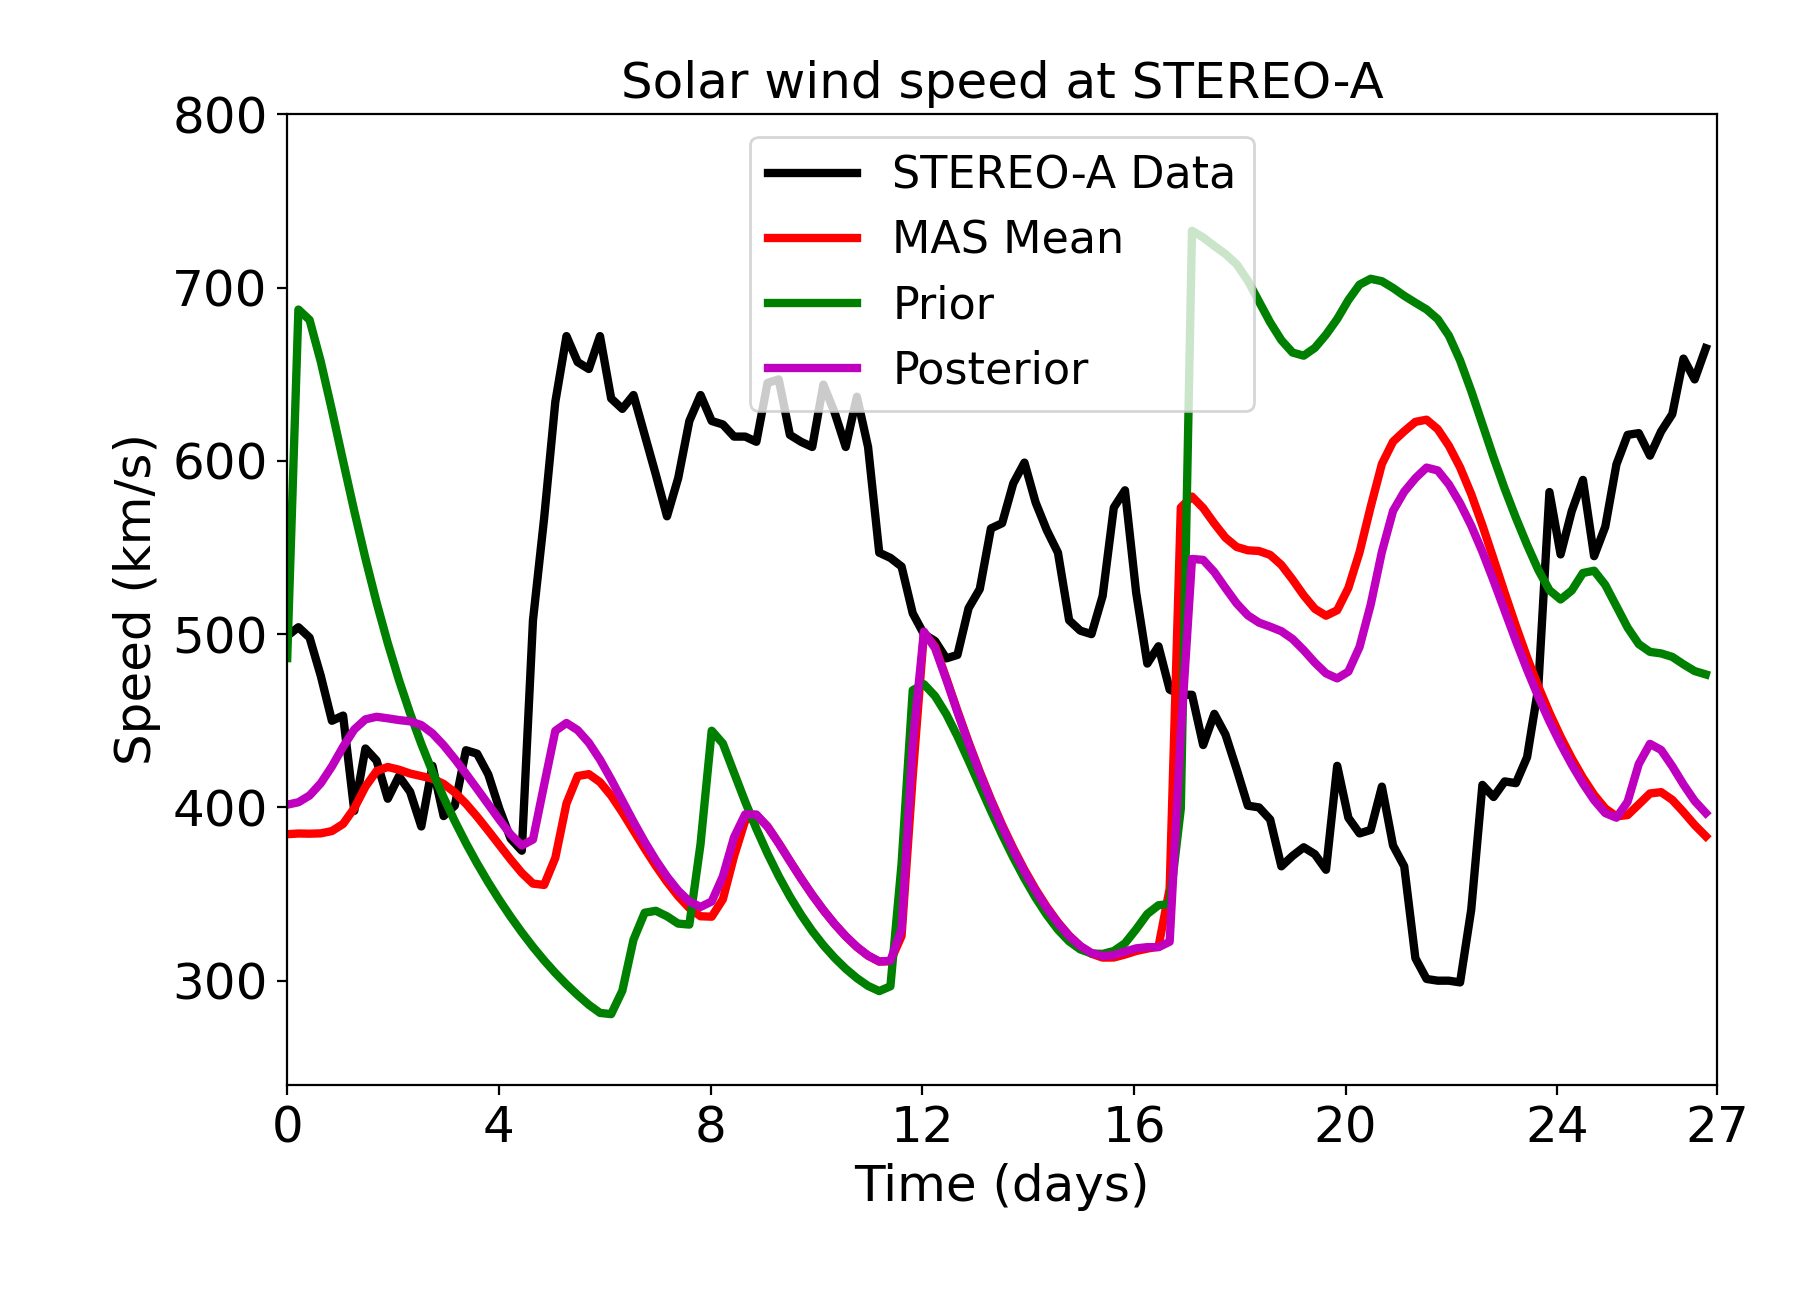 Solar wind speed at STEREO-A
800
700
600
500
400
300
Speed (km/s)
STEREO-A Data
MAS Mean
Prior
Posterior
0 4 8 12 16 20 24 27
Time (days)